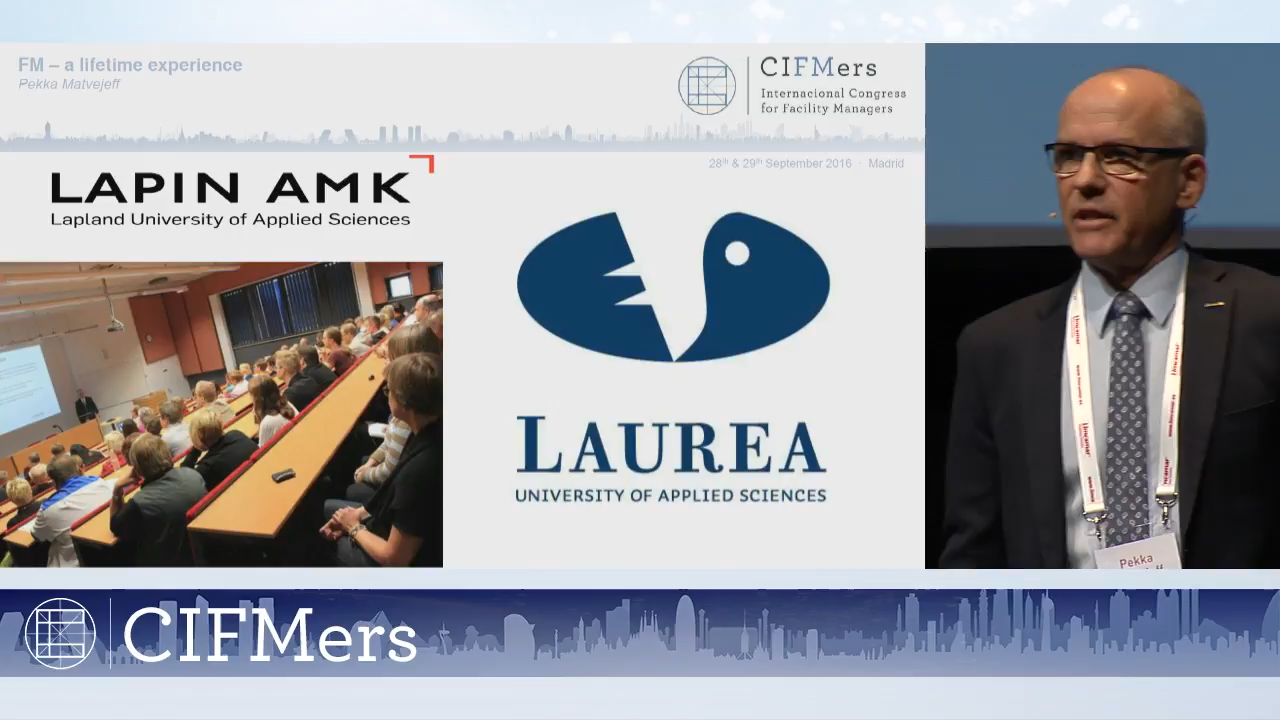 FM – a lifetime experience
Pekka Matvejeff
CIFMers
Internacional Congress
for Facility Managers
28th & 29th September 2016 · Madrid
LAPIN AMK
Lapland University of Applied Sciences
LAUREA
UNIVERSITY OF APPLIED SCIENCES
Pekka
CIFMers